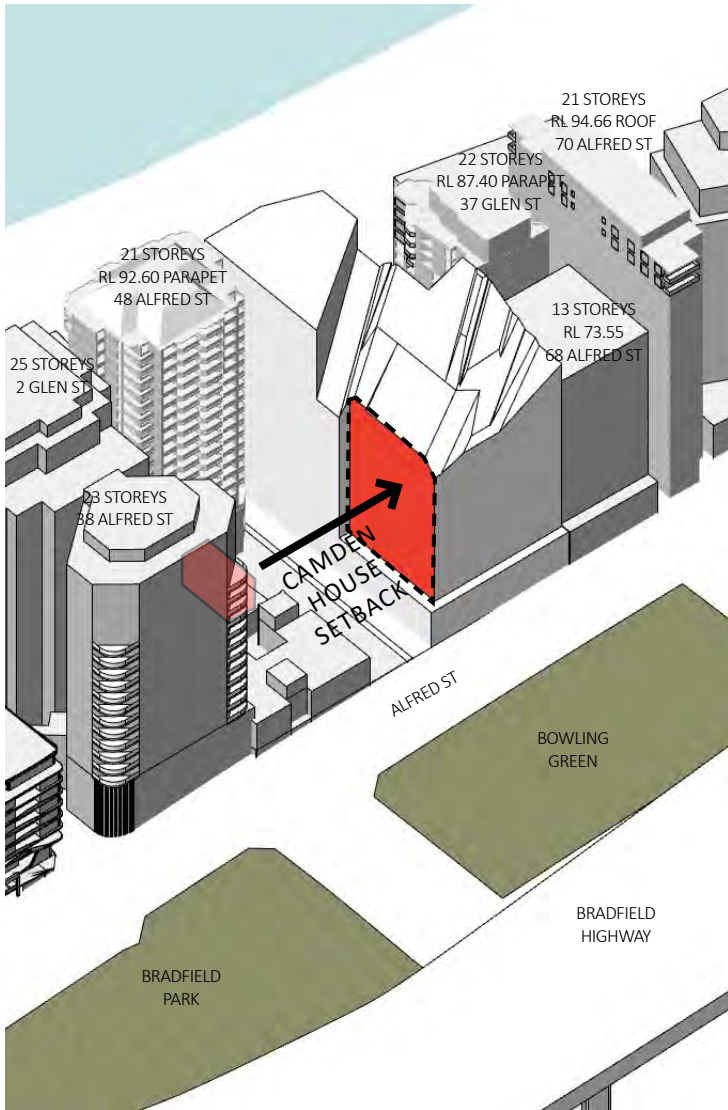 21 STOREYS
RL 94.66 ROOF
70 ALFRED ST
22 STOREYS
RL 87.40 PARAPET
37 GLEN ST
21 STOREYS
RL 92.60 PARAPET
48 ALFRED ST
13 STOREYS
RL 73.55
68 ALFRED ST
25 STOREYS
2 GLEN ST
23 STOREYS
38 ALFRED ST
CAMDEN
HOUSE
SETBACK
ALFRED ST
BOWLING
GREEN
BRADFIELD
HIGHWAY
BRADFIELD
PARK